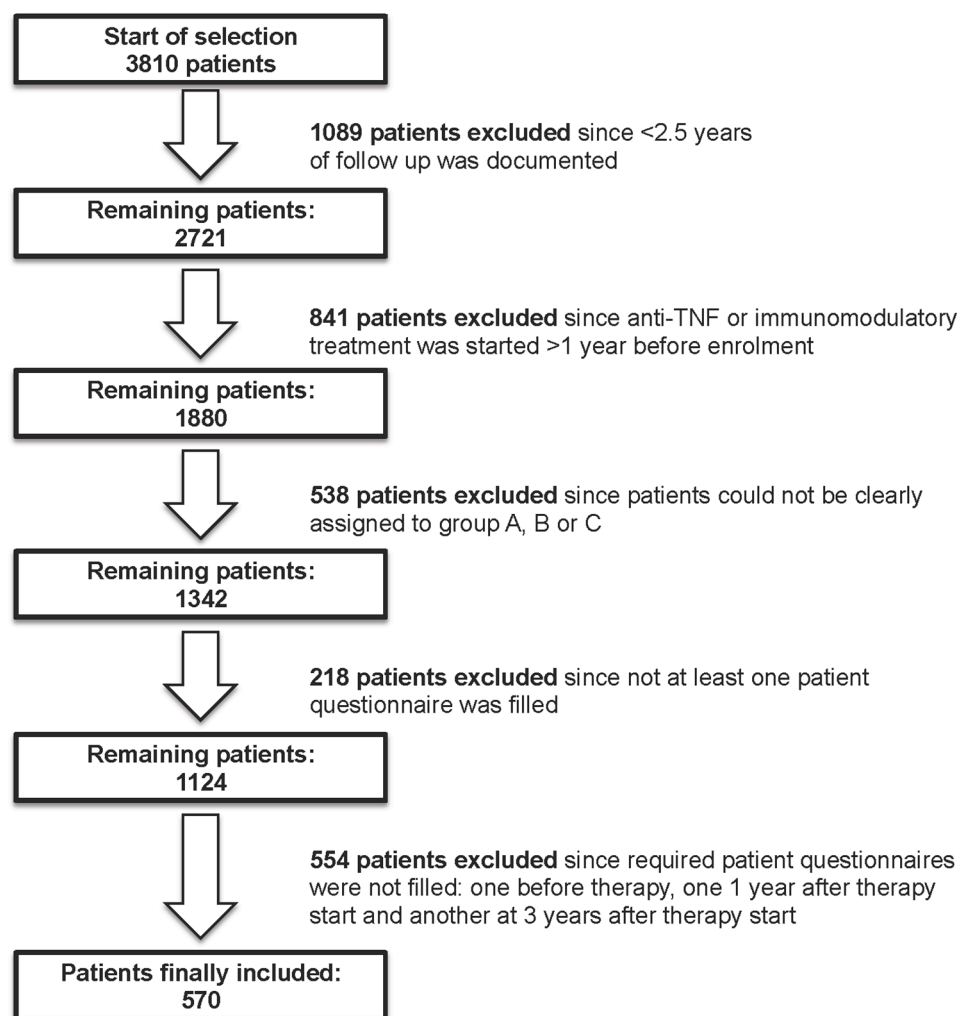 Start of selection
3810 patients
1089 patients excluded since <2.5 years
of follow up was documented
Remaining patients:
2721
841 patients excluded since anti-TNF or immunomodulatory
treatment was started >1 year before enrolment
Remaining patients:
1880
538 patients excluded since patients could not be clearly
assigned to group A, B or C
Remaining patients:
1342
218 patients excluded since not at least one patient
questionnaire was filled
Remaining patients:
1124
554 patients excluded since required patient questionnaires
were not filled: one before therapy, one 1 year after therapy
start and another at 3 years after therapy start
Patients finally included:
570